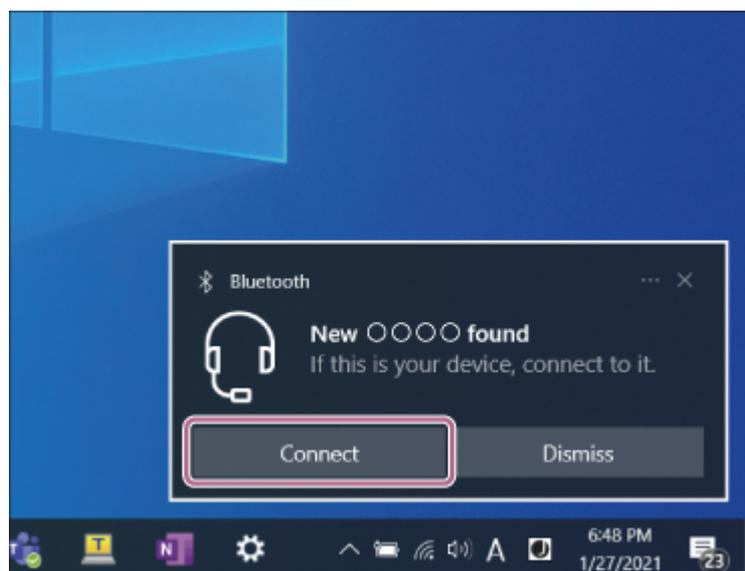 Bluetooth
New ○○○○ found
If this is your device, connect to it.
Connect
Dismiss
T
T
N
A
6:48 PM
1/27/2021
23